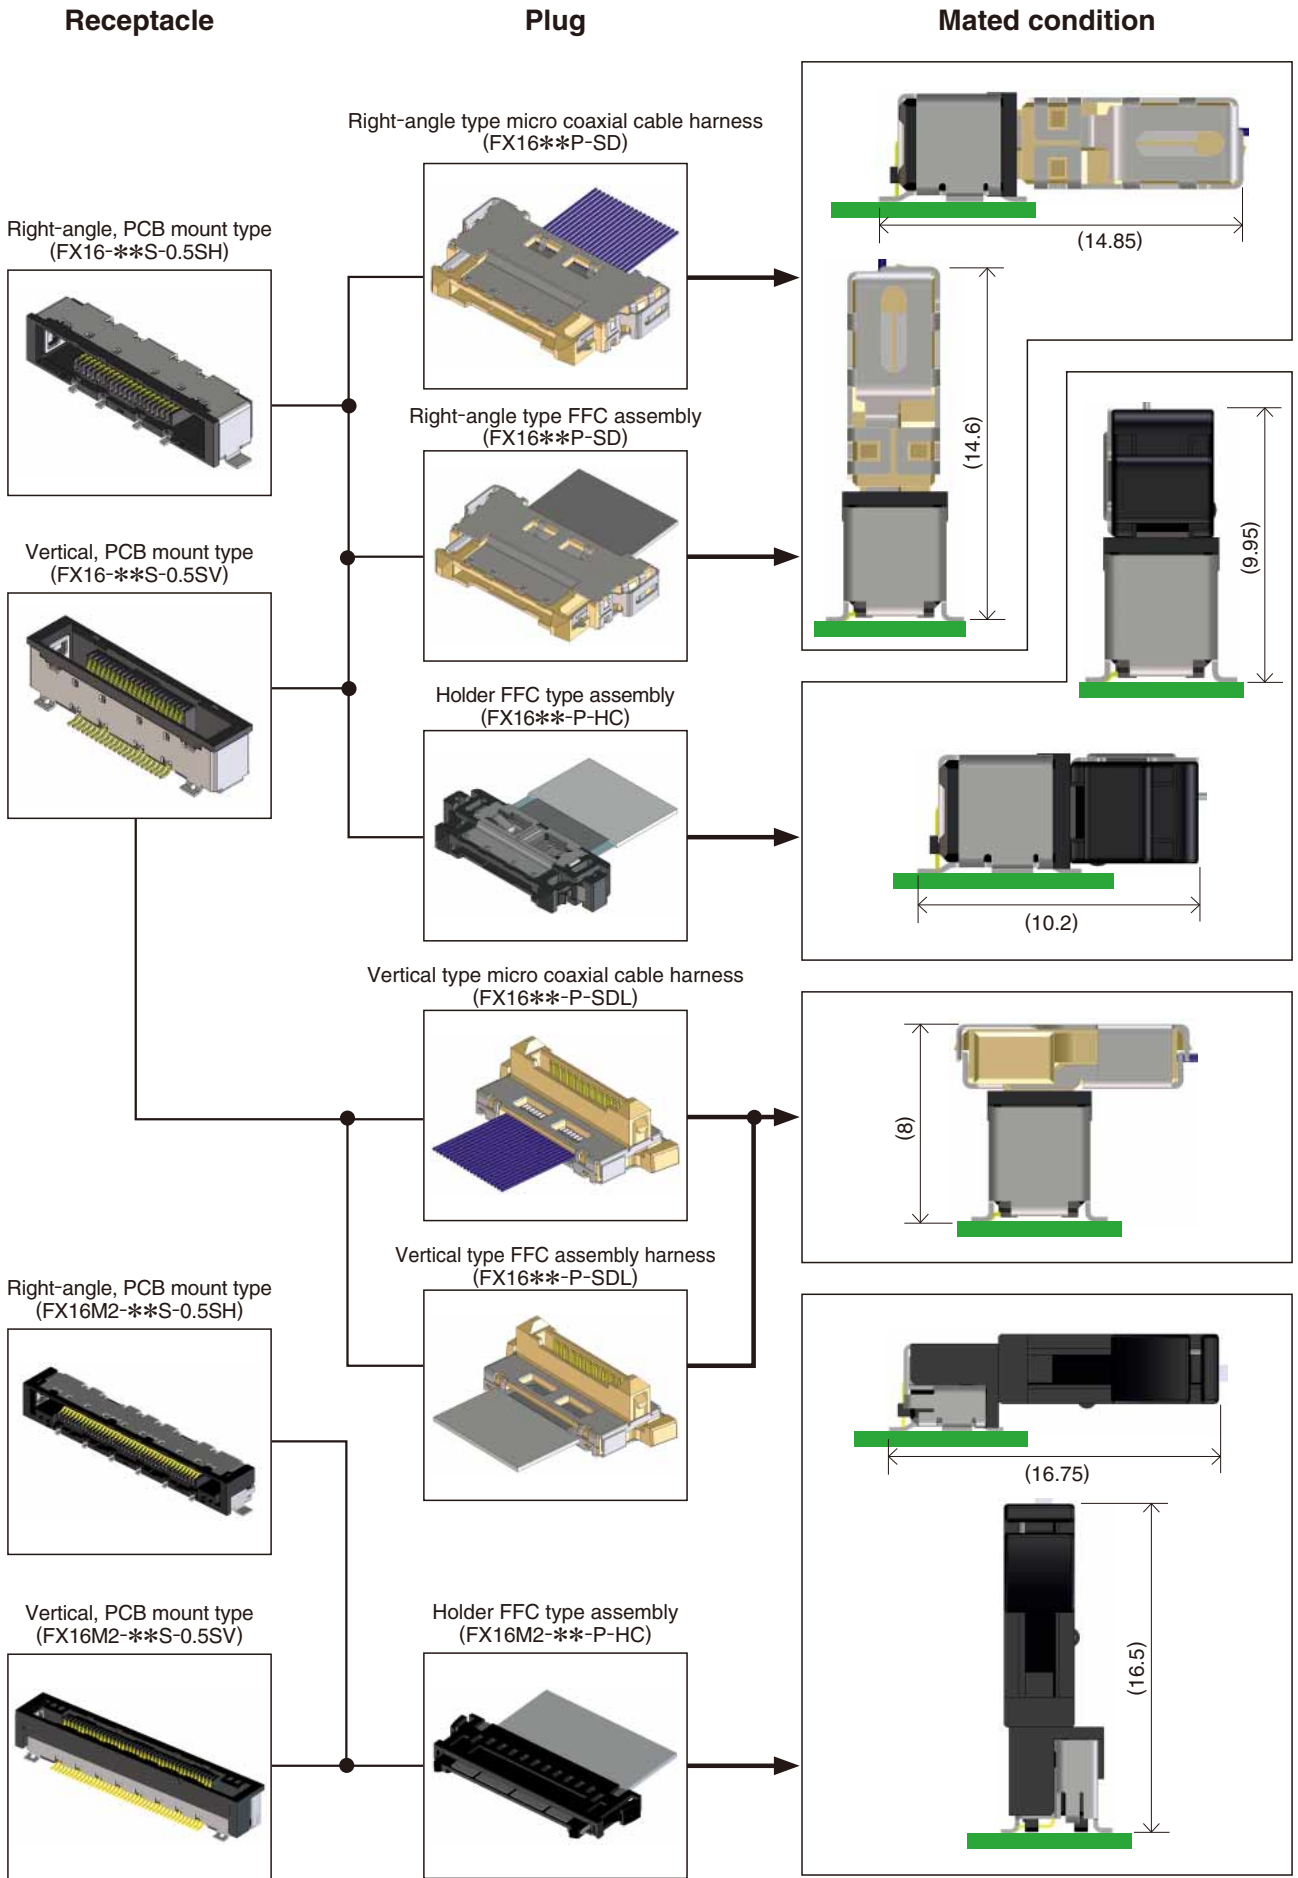 Receptacle
Plug
Mated condition
Right-angle type micro coaxial cable harness
(FX16**P-SD)
(14.85)
Right-angle, PCB mount type
(FX16-**S-0.5SH)
(14.6)
Right-angle type FFC assembly
(FX16**P-SD)
(9.95)
Vertical, PCB mount type
(FX16-**S-0.5SV)
Holder FFC type assembly
(FX16**-P-HC)
(10.2)
Vertical type micro coaxial cable harness
(FX16**-P-SDL)
(8)
Vertical type FFC assembly harness
(FX16**-P-SDL)
Right-angle, PCB mount type
(FX16M2-**S-0.5SH)
(16.75)
Vertical, PCB mount type
(FX16M2-**S-0.5SV)
Holder FFC type assembly
(FX16M2-**-P-HC)
(16.5)